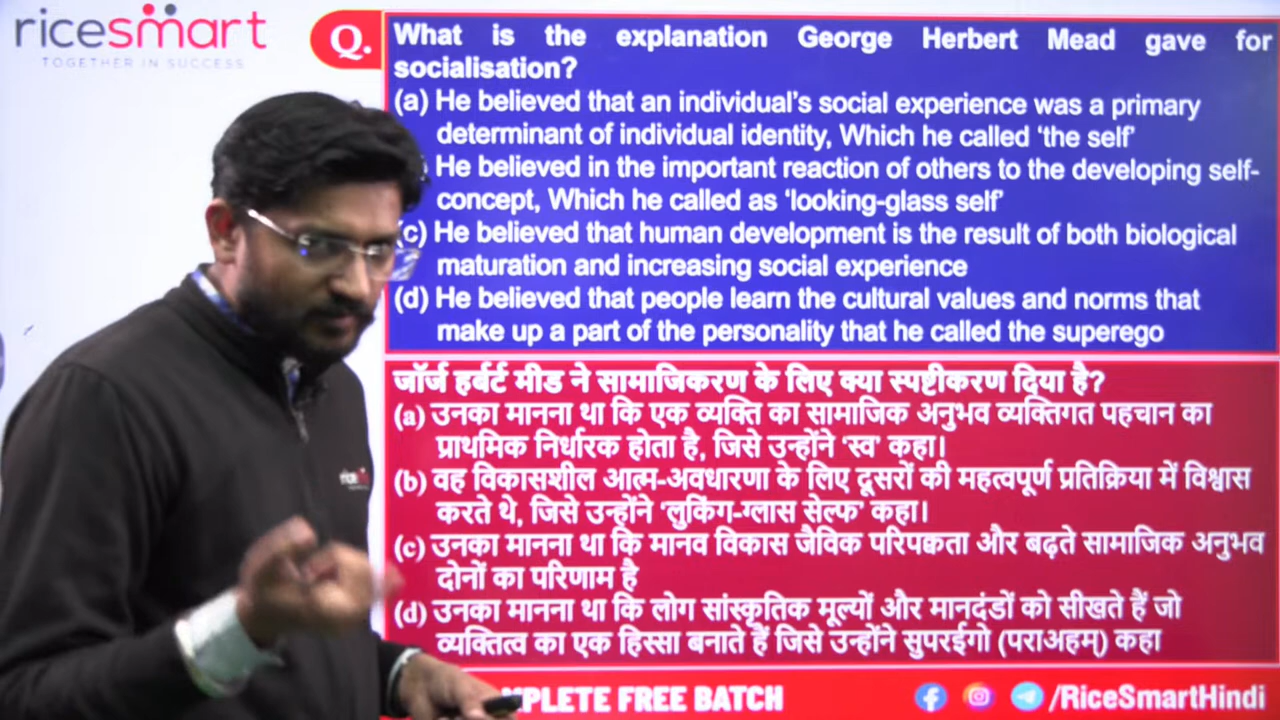 ricesmart
TOGETHER IN SUCCESS
Q.
What is the explanation George Herbert Mead gave for
socialisation?
(a) He believed that an individual's social experience was a primary
determinant of individual identity, Which he called 'the self'
He believed in the important reaction of others to the developing self-
concept, Which he called as 'looking-glass self'
(c) He believed that human development is the result of both biological
maturation and increasing social experience
(d) He believed that people learn the cultural values and norms that
make up a part of the personality that he called the superego
जॉर्ज हर्बर्ट मीड ने सामाजिकरण के लिए क्या स्पष्टीकरण दिया है?
(a) उनका मानना था कि एक व्यक्ति का सामाजिक अनुभव व्यक्तिगत पहचान का
प्राथमिक निर्धारक होता है, जिसे उन्होंने 'स्व' कहा।
(b) वह विकासशील आत्म-अवधारणा के लिए दूसरों की महत्वपूर्ण प्रतिक्रिया में विश्वास
करते थे, जिसे उन्होंने 'लुकिंग-ग्लास सेल्फ' कहा।
(c) उनका मानना था कि मानव विकास जैविक परिपक्वता और बढ़ते सामाजिक अनुभव
दोनों का परिणाम है
(d) उनका मानना था कि लोग सांस्कृतिक मूल्यों और मानदंडों को सीखते हैं जो
व्यक्तित्व का एक हिस्सा बनाते हैं जिसे उन्होंने सुपरईगो (पराअहम्) कहा
FREE BATCH
/RiceSmartHindi